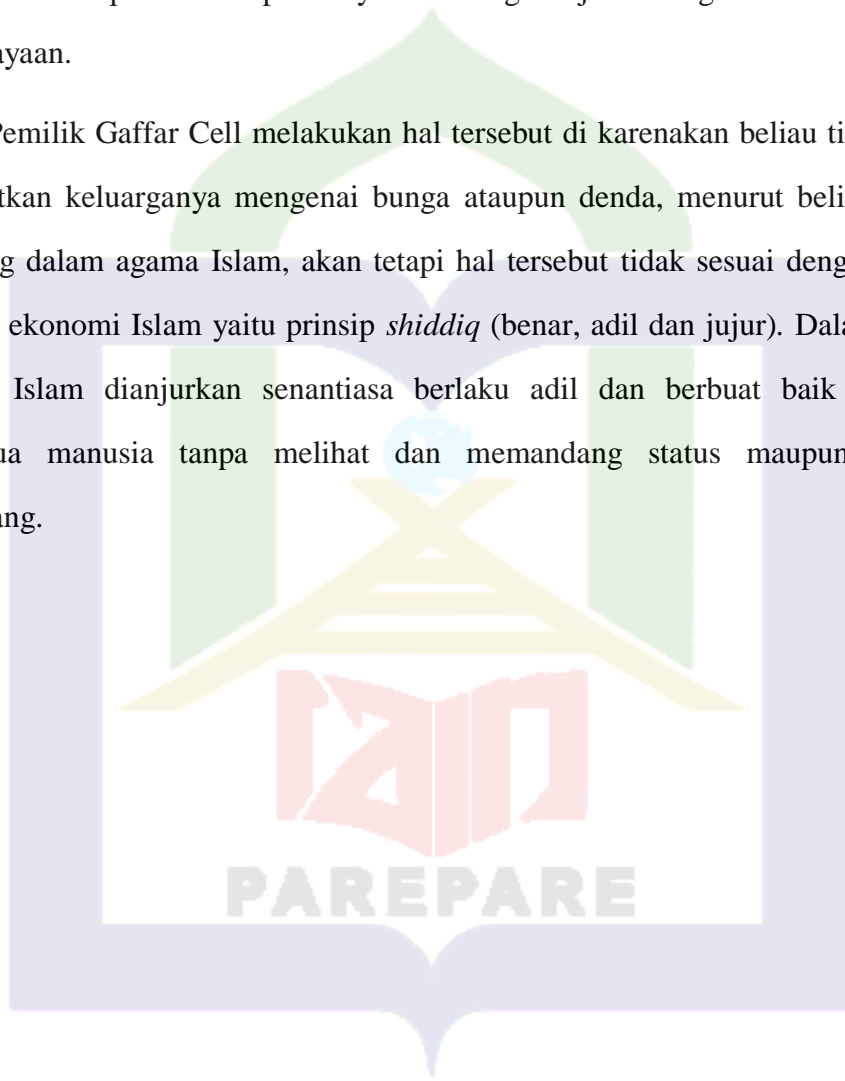 ayaan.
Pemilik Gaffar Cell melakukan hal tersebut di karenakan beliau ti
tkan keluarganya mengenai bunga ataupun denda, menurut beli
g dalam agama Islam, akan tetapi hal tersebut tidak sesuai deng
ekonomi Islam yaitu prinsip shiddiq (benar, adil dan jujur). Dala
Islam dianjurkan senantiasa berlaku adil dan berbuat baik
ua manusia tanpa melihat dan memandang status maupun
ang.
iain
PAREPARE